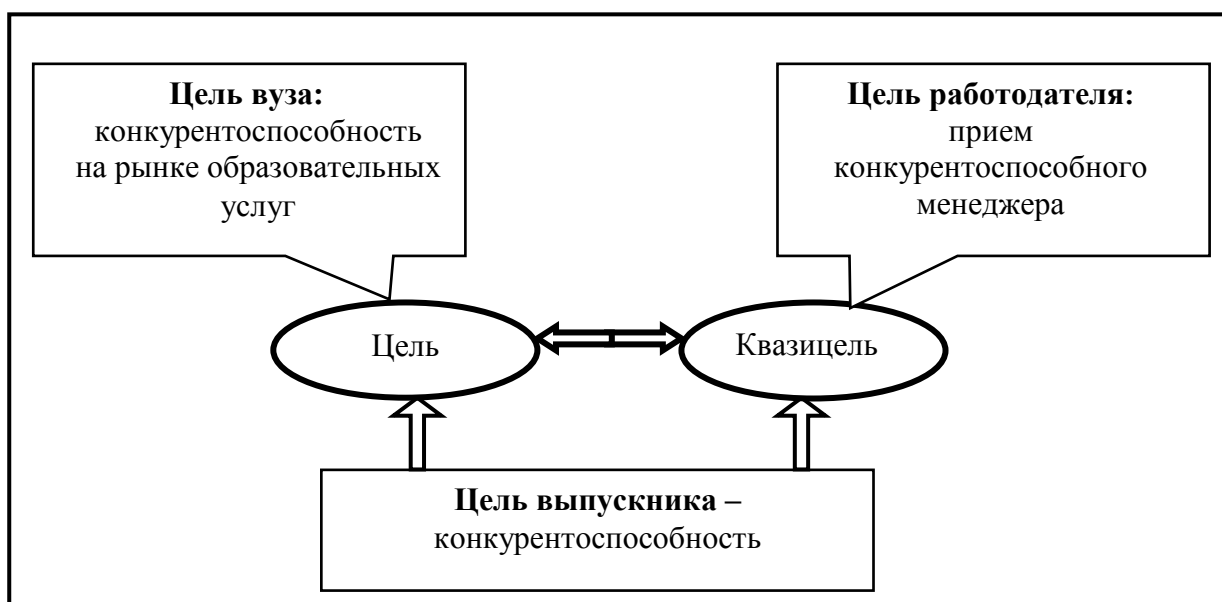 Цель вуза:
конкурентоспособность
на рынке образовательных
услуг
Цель работодателя:
прием
конкурентоспособного
менеджера
Цель
Квазицель
Цель выпускника –
конкурентоспособность